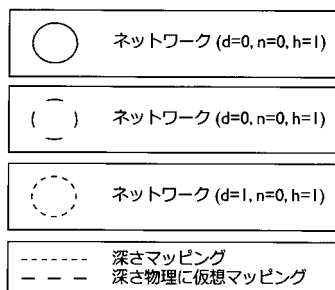 ネットワーク (d=0, n=0, h=1)
ネットワーク (d=0, n=0, h=1)
ネットワーク (d=1, n=0, h=1)
深さマッピング
深さ物理に仮想マッピング